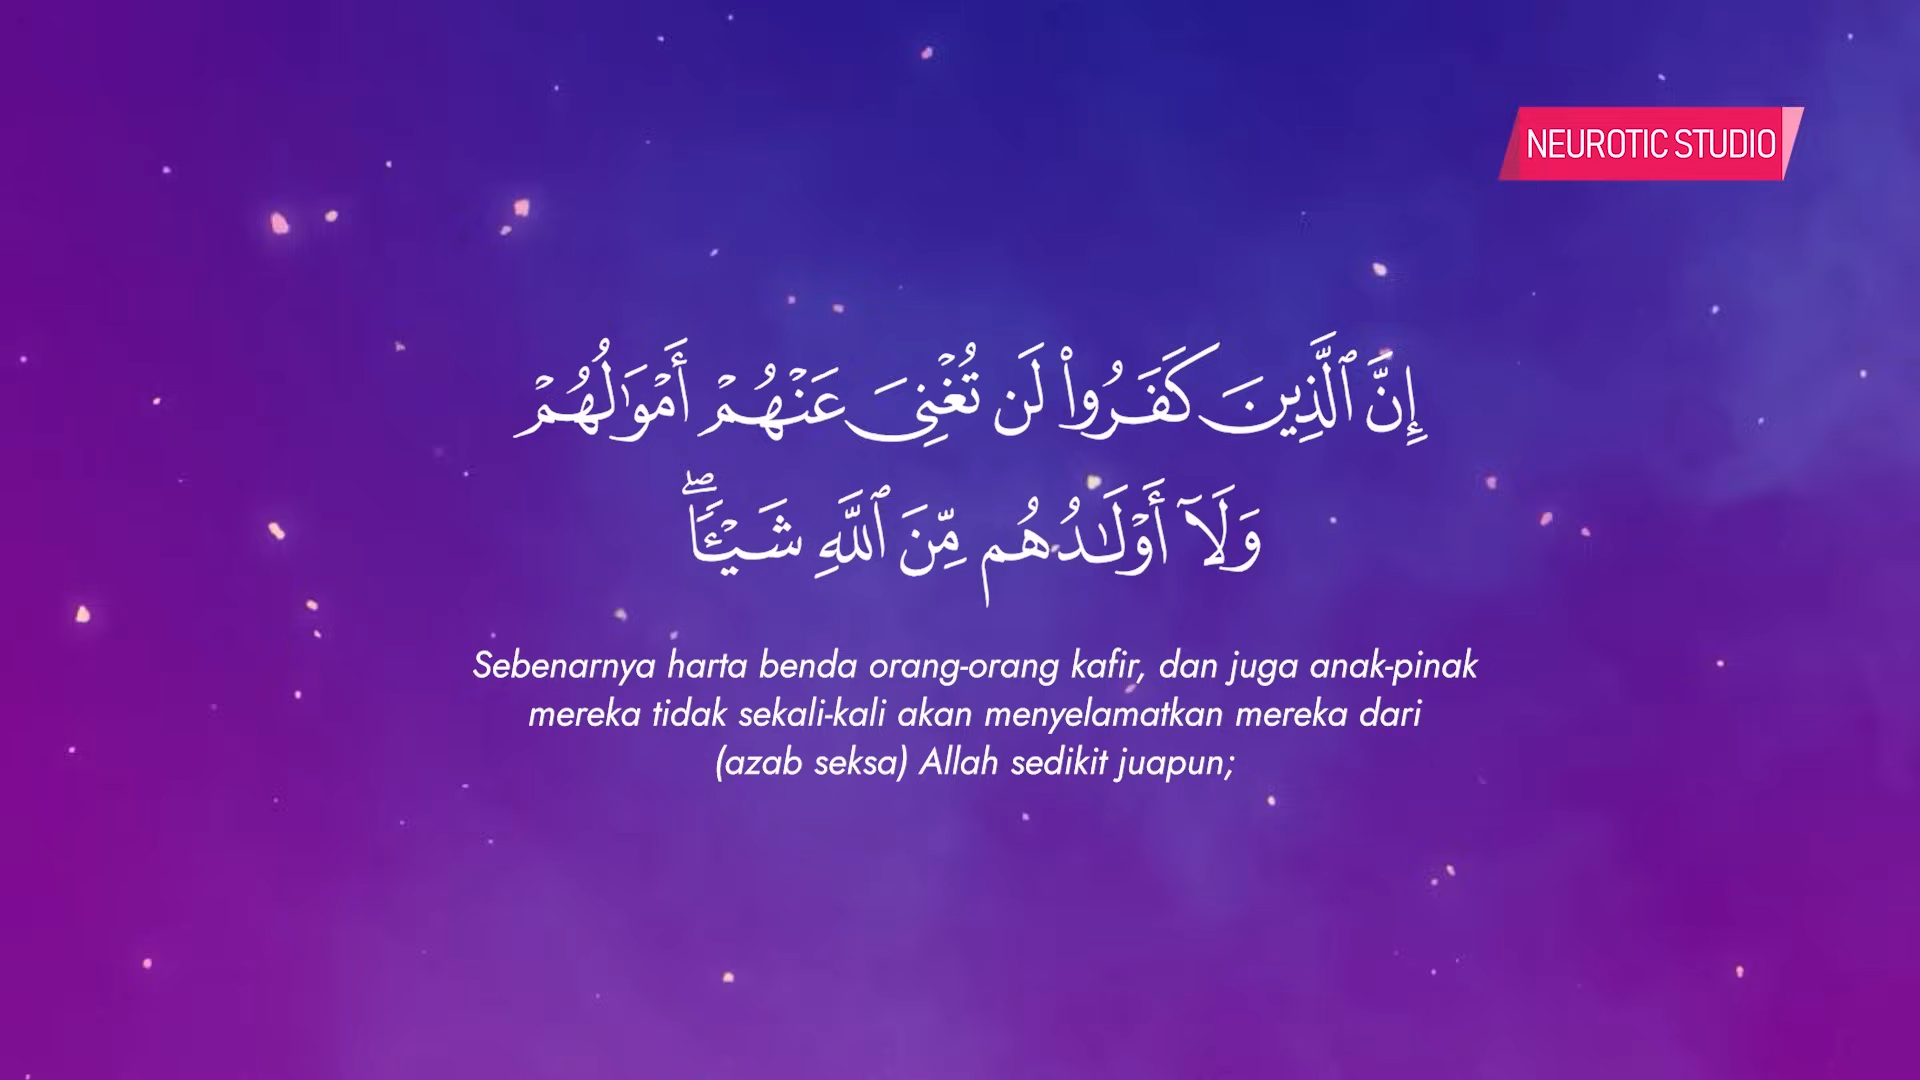 NEUROTIC STUDIO
إِنَّ ٱلَّذِينَ كَفَرُوا۟ لَن تُغْنِىَ عَنْهُمْ أَمْوَٰلُهُمْ
وَلَآ أَوْلَـٰدُهُم مِّنَ ٱللَّهِ شَيْـًٔا ۖ
Sebenarnya harta benda orang-orang kafir, dan juga anak-pinak
mereka tidak sekali-kali akan menyelamatkan mereka dari
(azab seksa) Allah sedikit juapun;